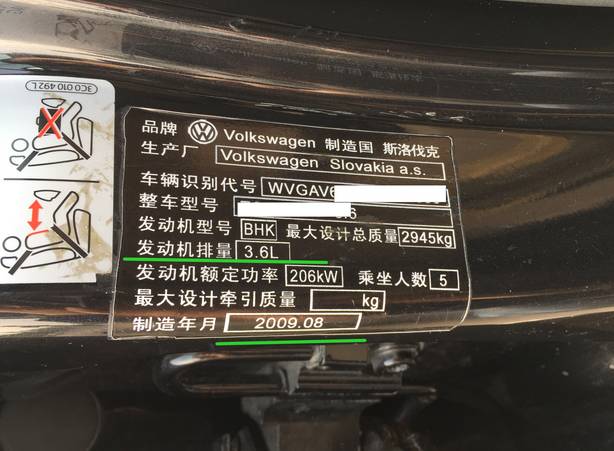 3C0 010 492 L
品牌 Volkswagen 制造国 斯洛伐克
生产厂 Volkswagen Slovakia a.s.
车辆识别代号 WVGAV6
整车型号
发动机型号 BHK 最大设计总质量 2945kg
发动机排量 3.6L
发动机额定功率 206kW 乘坐人数 5
最大设计牵引质量 kg
制造年月 2009.08